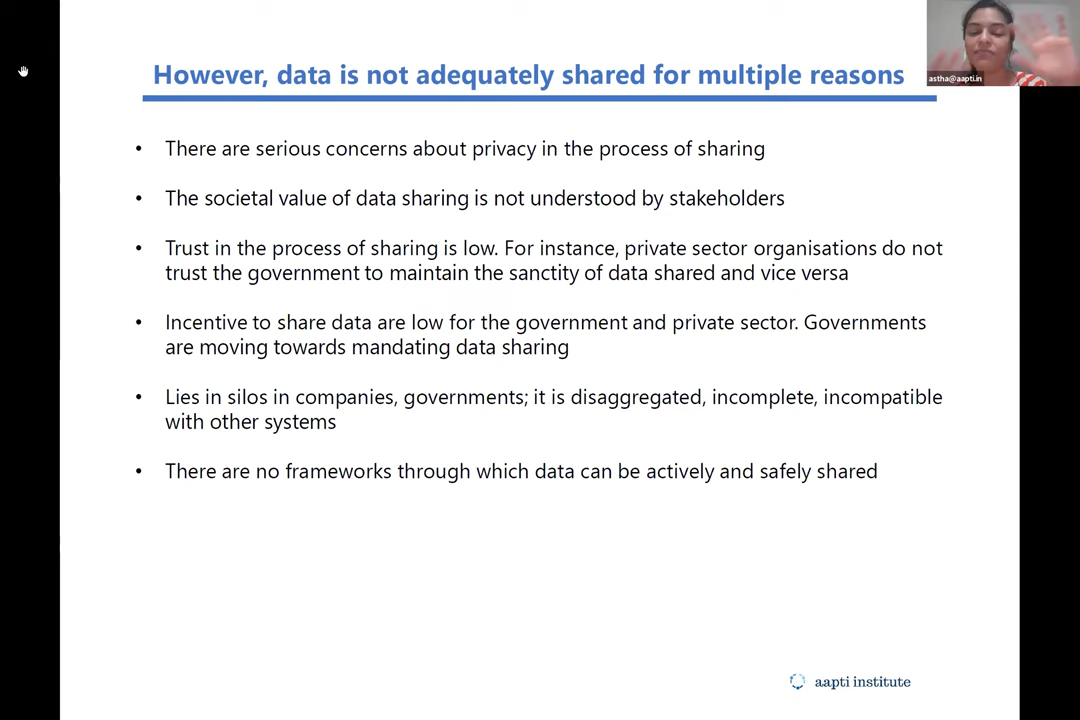 However, data is not adequately shared for multiple reasons
astha@aapti.in
• There are serious concerns about privacy in the process of sharing
• The societal value of data sharing is not understood by stakeholders
• Trust in the process of sharing is low. For instance, private sector organisations do not
trust the government to maintain the sanctity of data shared and vice versa
• Incentive to share data are low for the government and private sector. Governments
are moving towards mandating data sharing
• Lies in silos in companies, governments; it is disaggregated, incomplete, incompatible
with other systems
• There are no frameworks through which data can be actively and safely shared
aapti institute